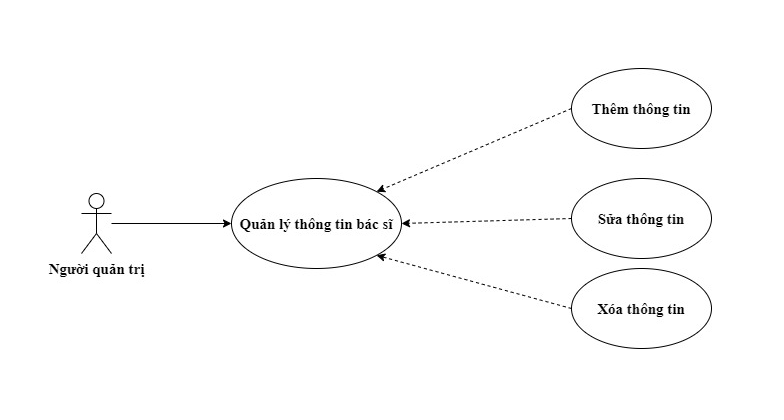 Thêm thông tin
Quản lý thông tin bác sĩ
Sửa thông tin
Người quản trị
Xóa thông tin